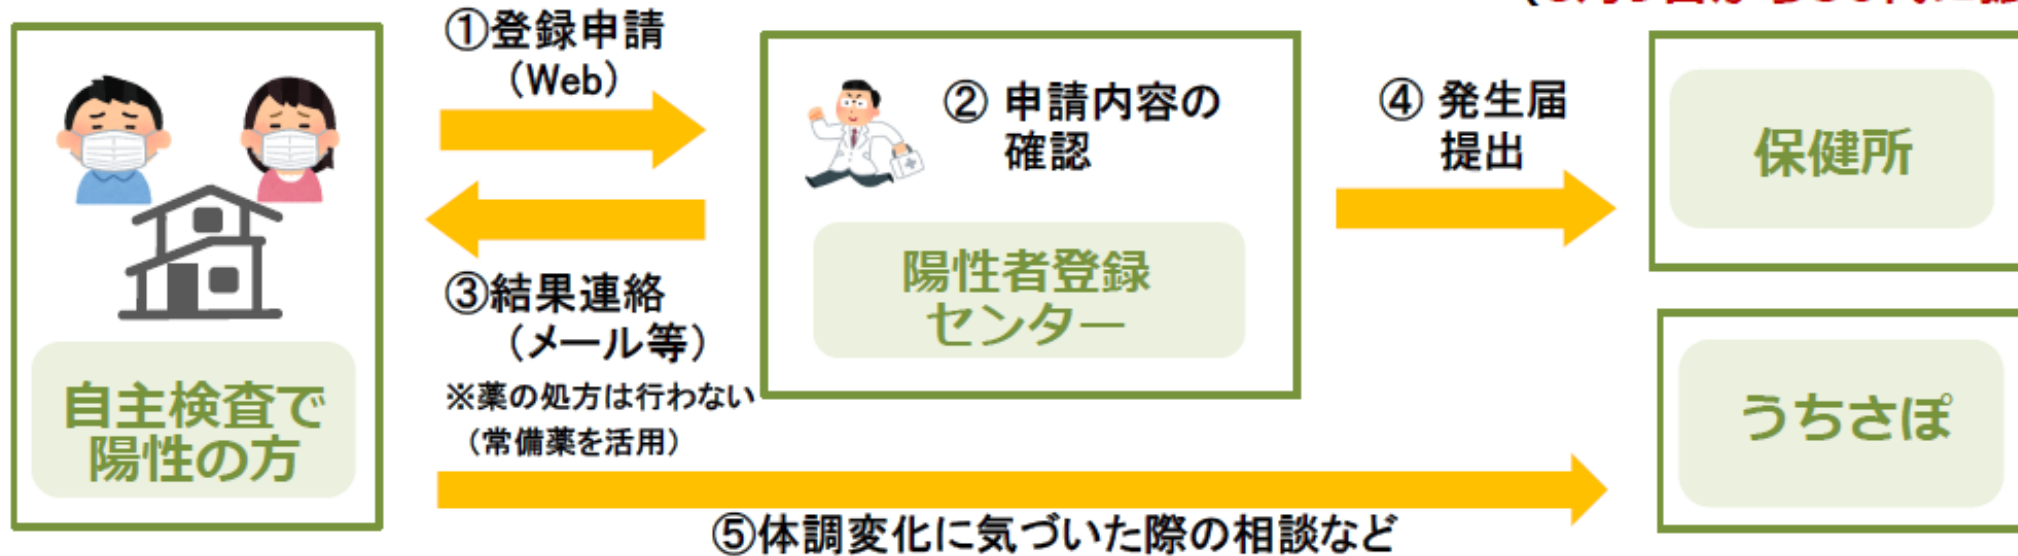 ①登録申請
（Web）
② 申請内容の
確認
④ 発生届
提出
保健所
陽性者登録
センター
③結果連絡
（メール等）
※薬の処方は行わない
（常備薬を活用）
自主検査で
陽性の方
うちさぽ
⑤体調変化に気づいた際の相談など